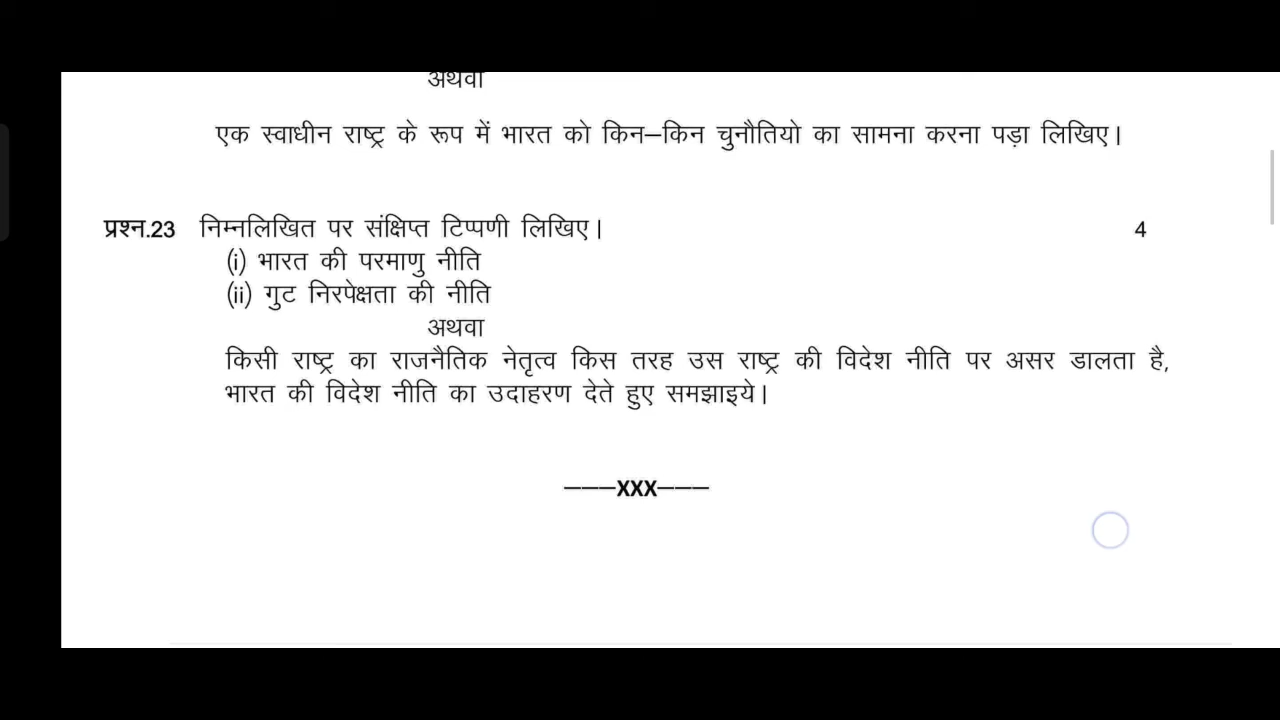 अथवा
एक स्वाधीन राष्ट्र के रूप में भारत को किन–किन चुनौतियो का सामना करना पड़ा लिखिए।
प्रश्न.23 निम्नलिखित पर संक्षिप्त टिप्पणी लिखिए। 4
(i) भारत की परमाणु नीति
(ii) गुट निरपेक्षता की नीति
अथवा
किसी राष्ट्र का राजनैतिक नेतृत्व किस तरह उस राष्ट्र की विदेश नीति पर असर डालता है,
भारत की विदेश नीति का उदाहरण देते हुए समझाइये।
———XXX———